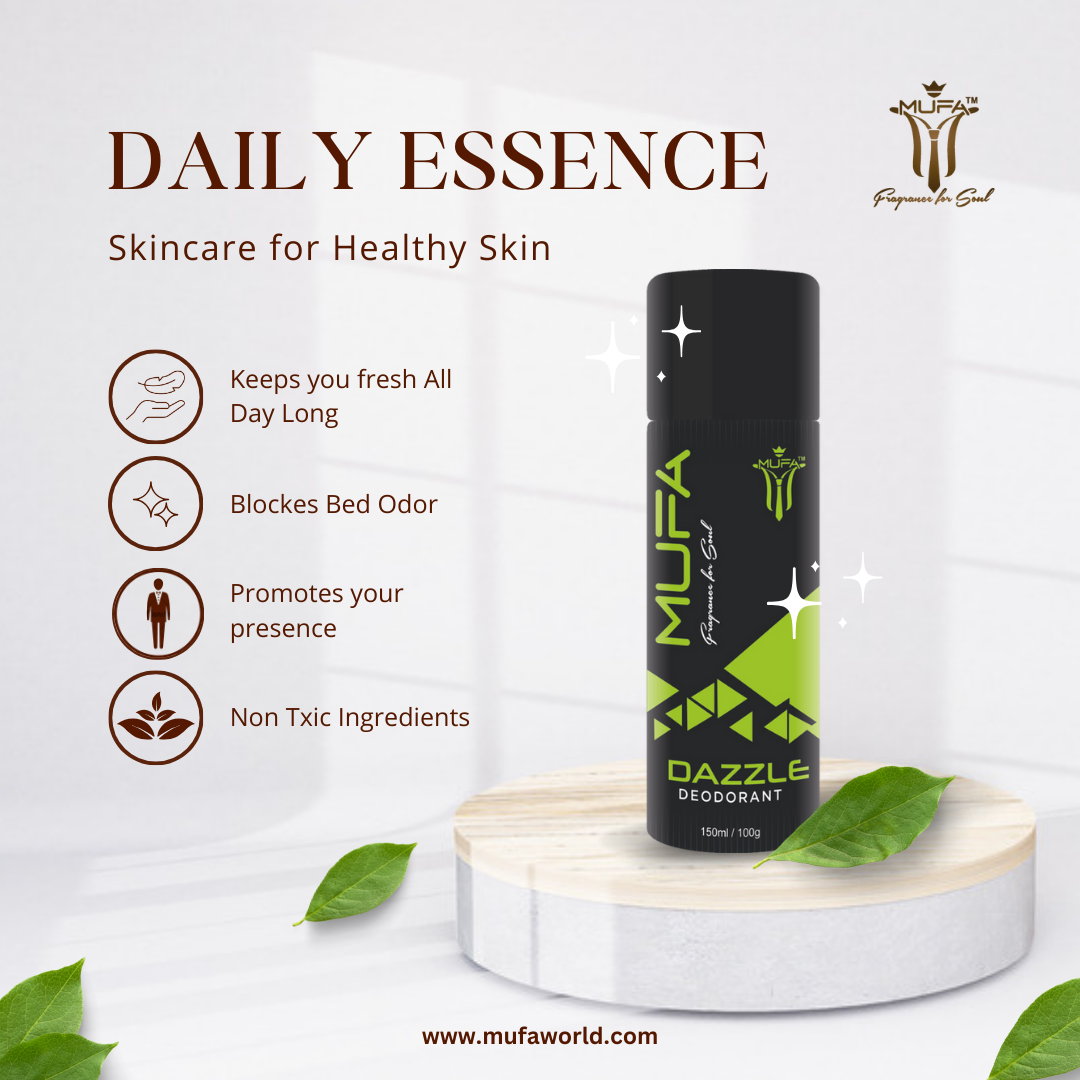 MUFA™
Fragrance for Soul
DAILY ESSENCE
Skincare for Healthy Skin
Keeps you fresh All
Day Long
Blockes Bed Odor
Promotes your
presence
Non Txic Ingredients
MUFA
Fragrance for Soul
MUFA™
DAZZLE
DEODORANT
150ml / 100g
www.mufaworld.com